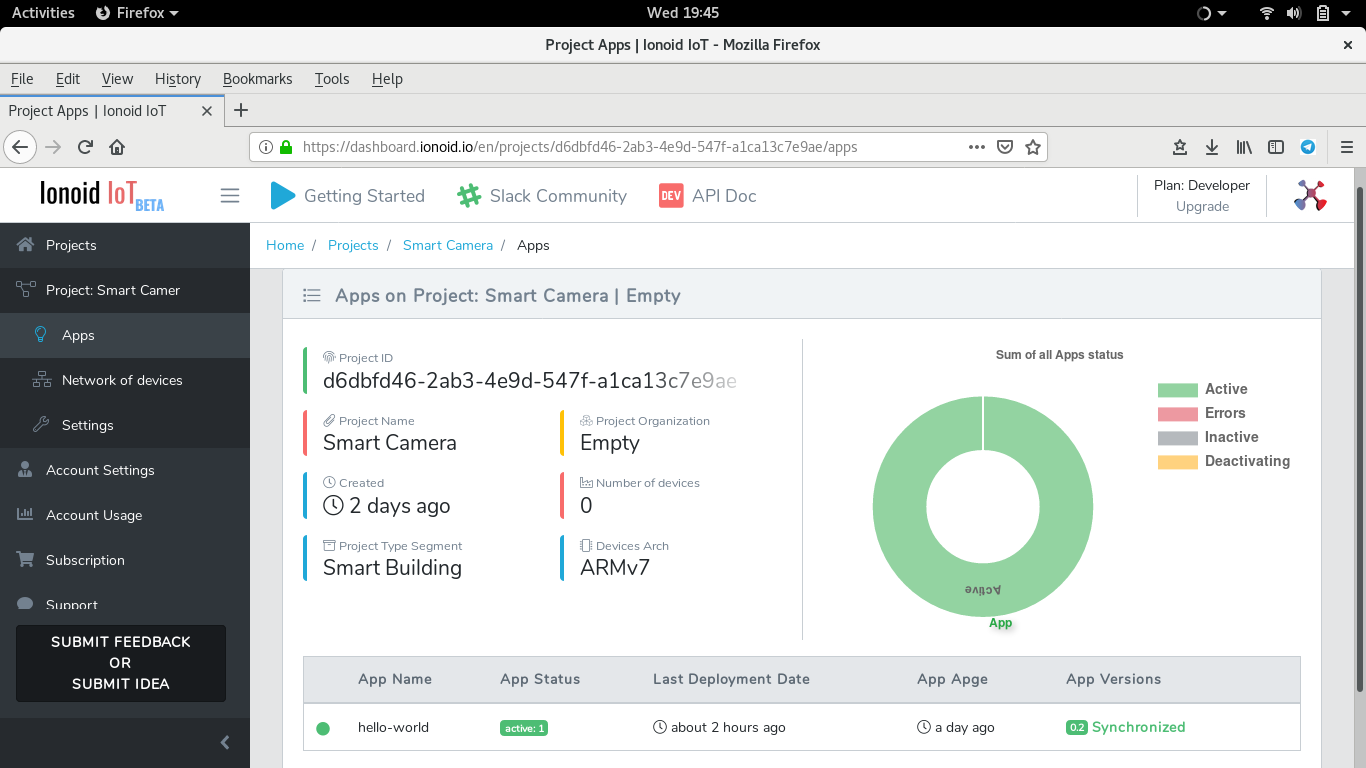 Activities Firefox Wed 19:45
Project Apps | Ionoid IoT - Mozilla Firefox
File Edit View History Bookmarks Tools Help
Project Apps | Ionoid IoT
https://dashboard.ionoid.io/en/projects/d6dbfd46-2ab3-4e9d-547f-a1ca13c7e9ae/apps
Ionoid IoT BETA
Getting Started
Slack Community
DEV API Doc
Plan: Developer
Upgrade
Projects
Project: Smart Camer
Apps
Network of devices
Settings
Account Settings
Account Usage
Subscription
Support
SUBMIT FEEDBACK
OR
SUBMIT IDEA
Home / Projects / Smart Camera / Apps
Apps on Project: Smart Camera | Empty
Project ID
d6dbfd46-2ab3-4e9d-547f-a1ca13c7e9ae
Project Name
Smart Camera
Project Organization
Empty
Created
2 days ago
Number of devices
0
Project Type Segment
Smart Building
Devices Arch
ARMv7
Sum of all Apps status
Active
Errors
Inactive
Deactivating
Active
App
App Name App Status Last Deployment Date App Apge App Versions
hello-world active: 1 about 2 hours ago a day ago 0.2 Synchronized